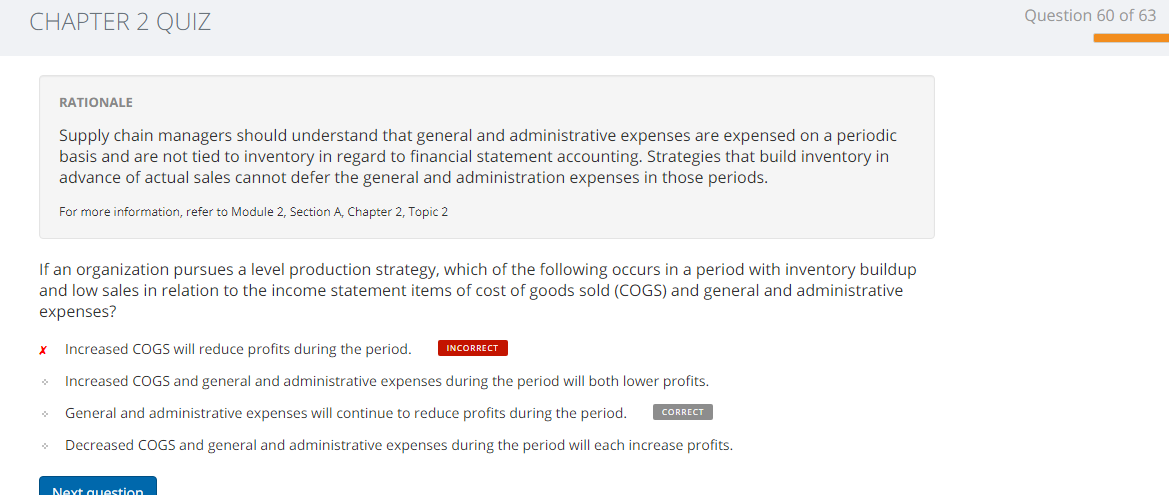 CHAPTER 2 QUIZ
Question 60 of 63
RATIONALE
Supply chain managers should understand that general and administrative expenses are expensed on a periodic
basis and are not tied to inventory in regard to financial statement accounting. Strategies that build inventory in
advance of actual sales cannot defer the general and administration expenses in those periods.
For more information, refer to Module 2, Section A, Chapter 2, Topic 2
If an organization pursues a level production strategy, which of the following occurs in a period with inventory buildup
and low sales in relation to the income statement items of cost of goods sold (COGS) and general and administrative
expenses?
✗ Increased COGS will reduce profits during the period. INCORRECT
Increased COGS and general and administrative expenses during the period will both lower profits.
General and administrative expenses will continue to reduce profits during the period. CORRECT
Decreased COGS and general and administrative expenses during the period will each increase profits.
Next question